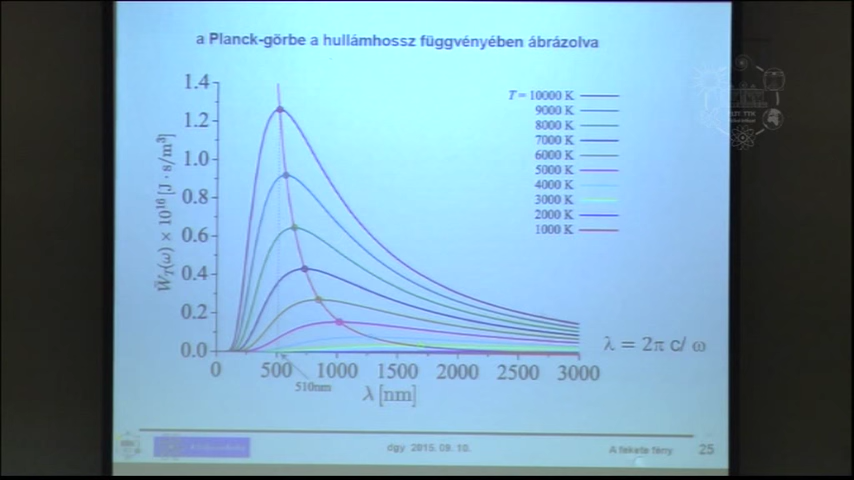 a Planck-görbe a hullámhossz függvényében ábrázolva
1.4
1.2
1.0
0.8
0.6
0.4
0.2
0.0
W̄_T(ω) × 10^16 [J · s/m³]
T = 10000 K
9000 K
8000 K
7000 K
6000 K
5000 K
4000 K
3000 K
2000 K
1000 K
λ = 2π c/ ω
0 500 1000 1500 2000 2500 3000
510nm
λ [nm]
dgy 2015. 09. 10.
A fekete fény
25